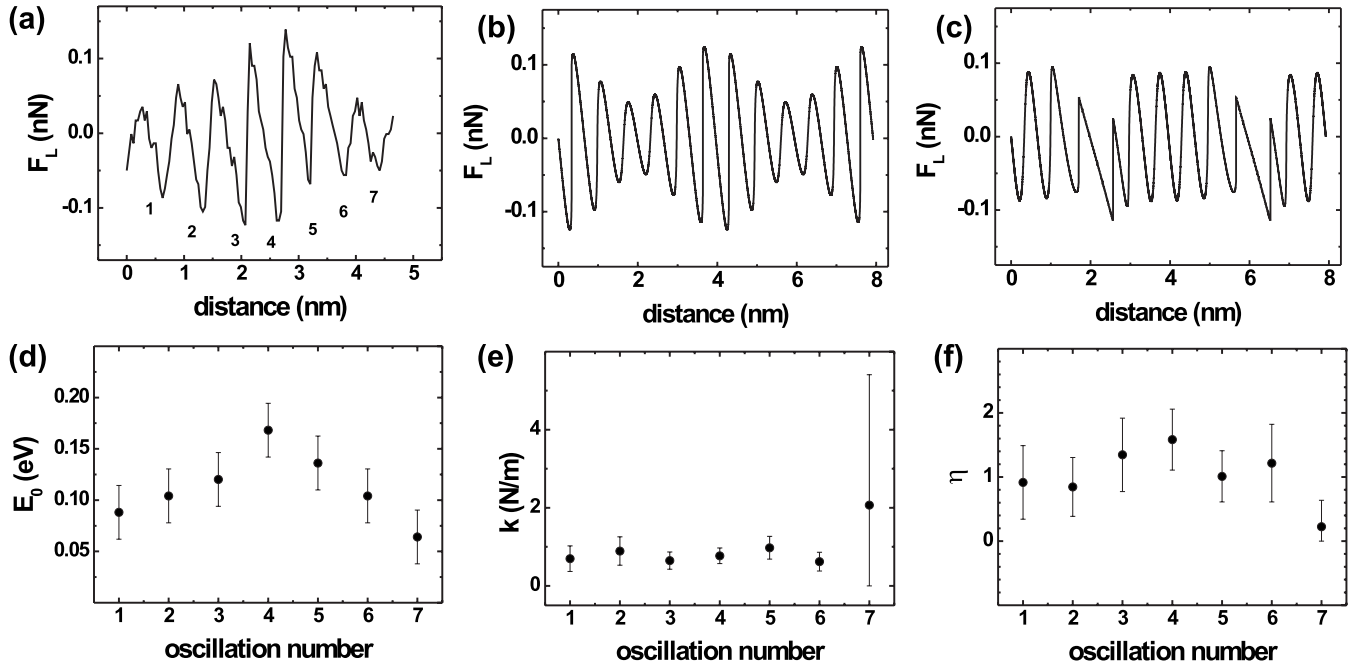 (a)
0.1
0.0
-0.1
F_L (nN)
1 2 3 4 5 6 7
0 1 2 3 4 5
distance (nm)
(b)
0.1
0.0
-0.1
F_L (nN)
0 2 4 6 8
distance (nm)
(c)
0.1
0.0
-0.1
F_L (nN)
0 2 4 6 8
distance (nm)
(d)
0.20
0.15
0.10
0.05
E_0 (eV)
1 2 3 4 5 6 7
oscillation number
(e)
4
2
0
k (N/m)
1 2 3 4 5 6 7
oscillation number
(f)
2
1
0
η
1 2 3 4 5 6 7
oscillation number